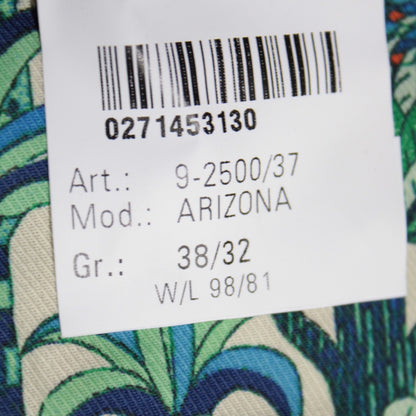 0271453130
Art.: 9-2500/37
Mod.: ARIZONA
Gr.: 38/32
W/L 98/81